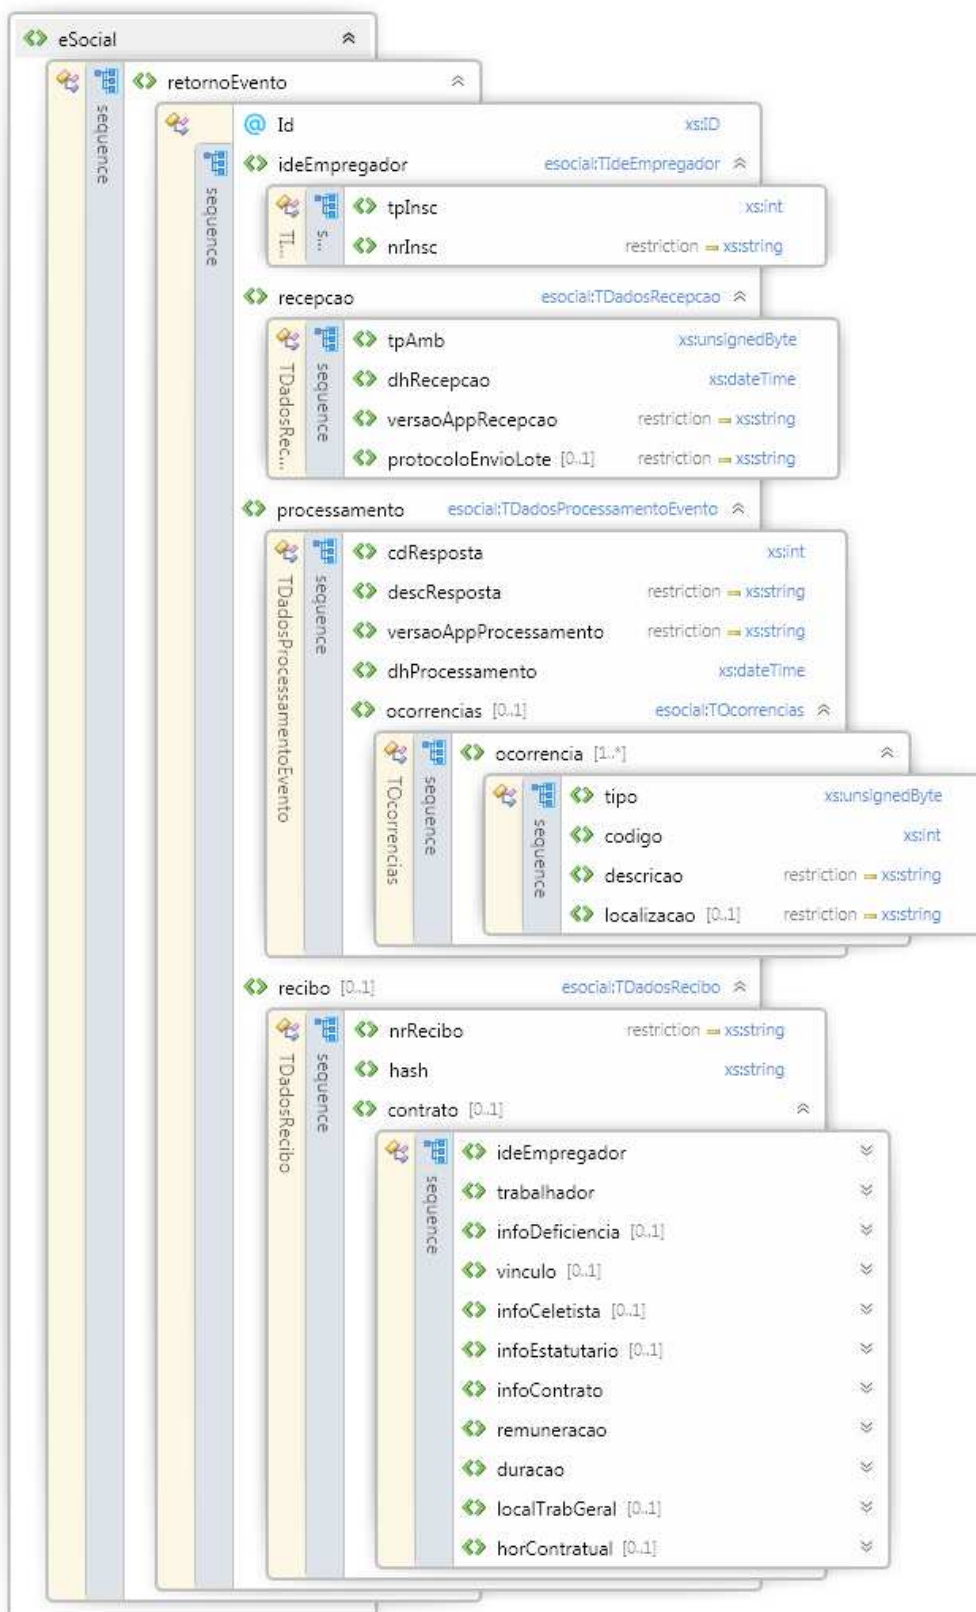 eSocial
sequence
retornoEvento
sequence
Id xs:ID
ideEmpregador esocial:TIdeEmpregador
TI...
s...
tpInsc xs:int
nrInsc restriction xs:string
recepcao esocial:TDadosRecepcao
TDadosRec...
sequence
tpAmb xs:unsignedByte
dhRecepcao xs:dateTime
versaoAppRecepcao restriction xs:string
protocoloEnvioLote [0..1] restriction xs:string
processamento esocial:TDadosProcessamentoEvento
TDadosProcessamentoEvento
sequence
cdResposta xs:int
descResposta restriction xs:string
versaoAppProcessamento restriction xs:string
dhProcessamento xs:dateTime
ocorrencias [0..1] esocial:TOcorrencias
TOcorrencias
sequence
ocorrencia [1..*]
sequence
tipo xs:unsignedByte
codigo xs:int
descricao restriction xs:string
localizacao [0..1] restriction xs:string
recibo [0..1] esocial:TDadosRecibo
TDadosRecibo
sequence
nrRecibo restriction xs:string
hash xs:string
contrato [0..1]
sequence
ideEmpregador
trabalhador
infoDeficiencia [0..1]
vinculo [0..1]
infoCeletista [0..1]
infoEstatutario [0..1]
infoContrato
remuneracao
duracao
localTrabGeral [0..1]
horContratual [0..1]